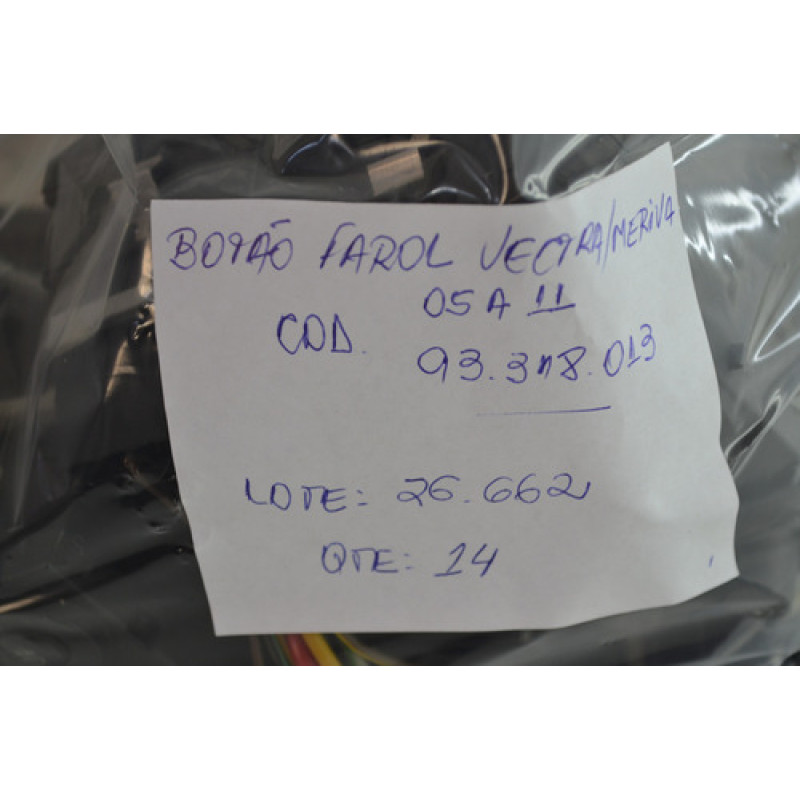 BOTÃO FAROL VECTRA/MERIVA
05 A 11
COD. 93.378.013
LOTE: 26.662
QTE: 14